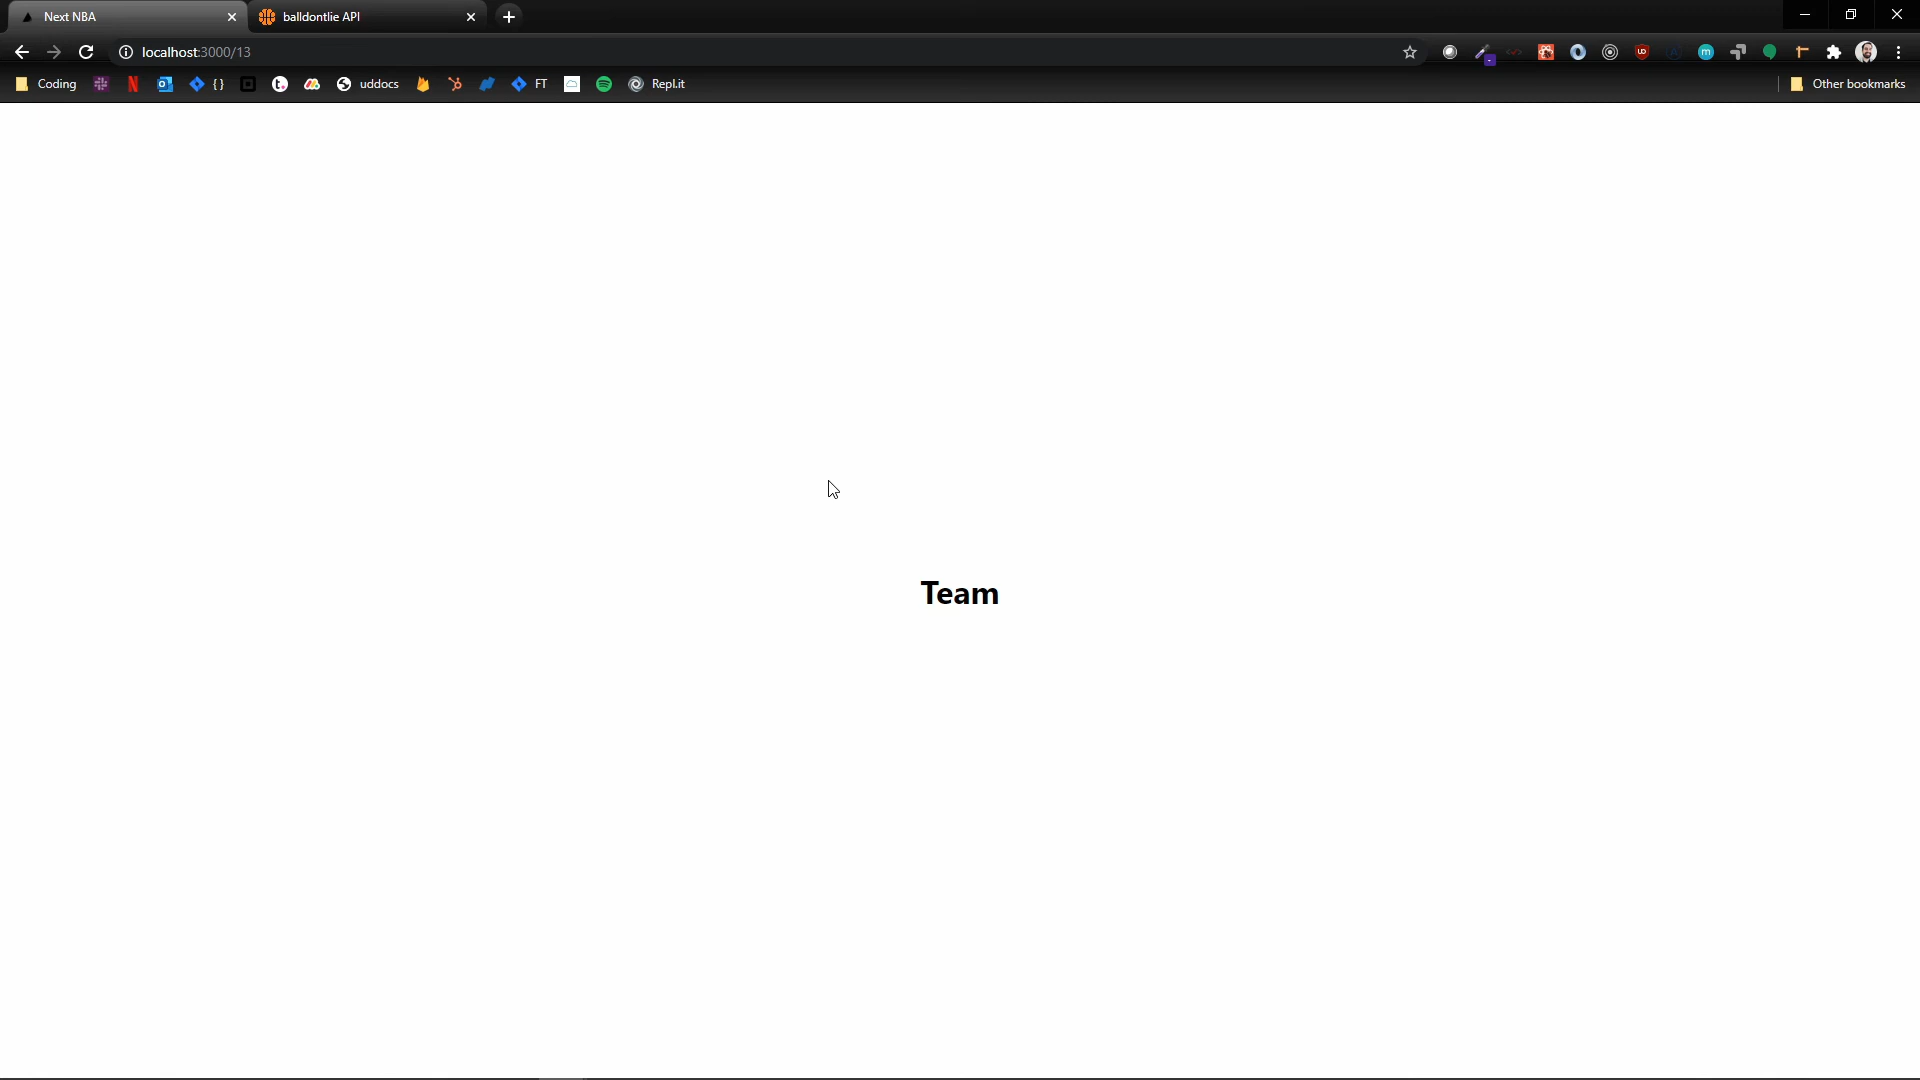 Next NBA
balldontlie API
localhost:3000/13
Coding
{ }
uddocs
FT
Repl.it
Other bookmarks
Team